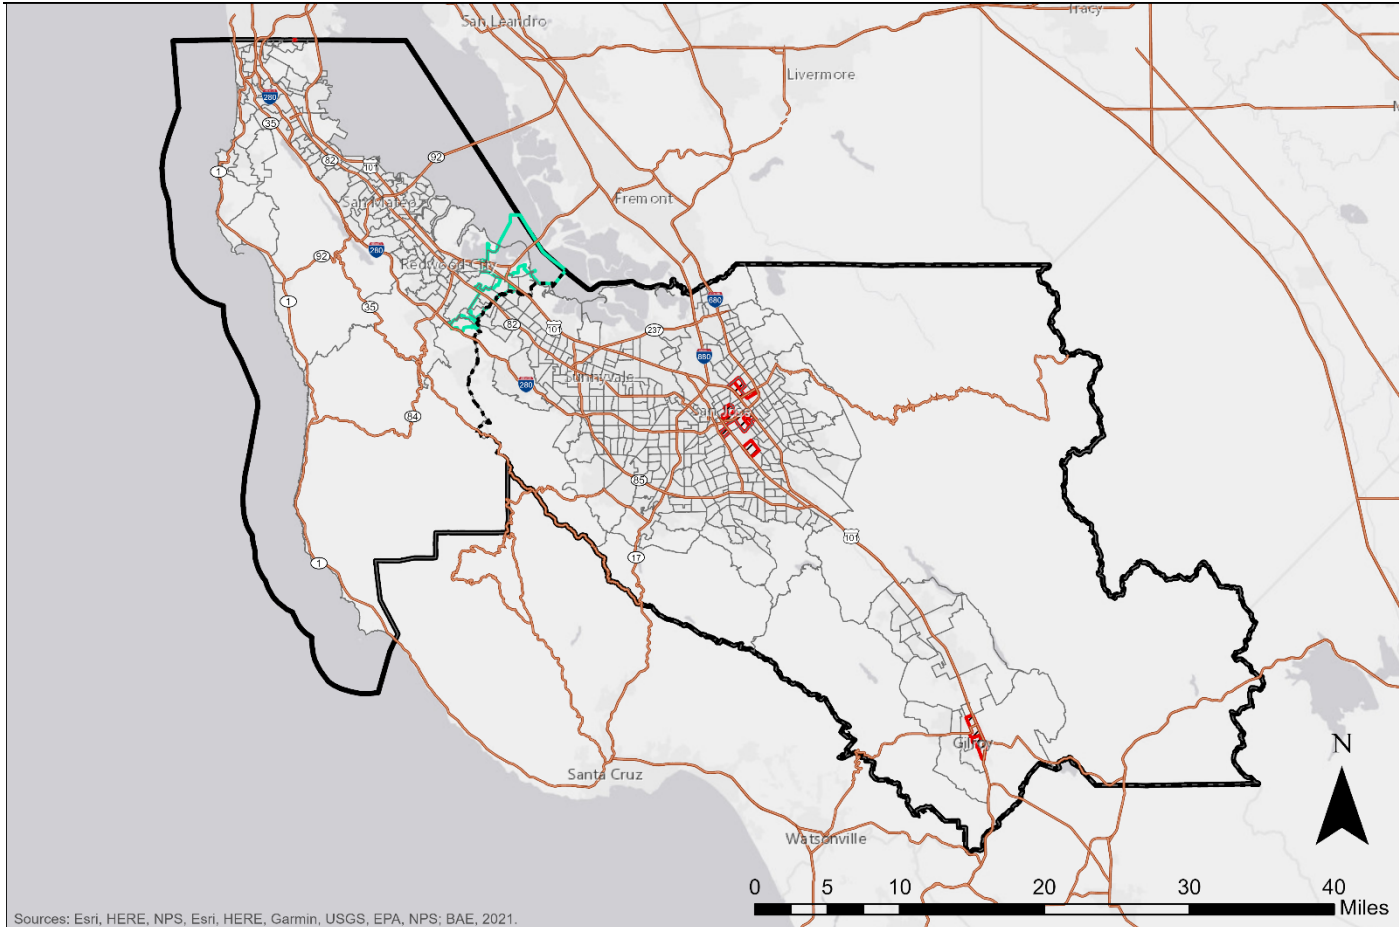 San Leandro
Tracy
Livermore
280
35
82
101
92
1
San Mateo
Fremont
280
92
Redwood City
1
35
680
82
101
237
880
280
Sunnyvale
San Jose
84
85
101
17
1
Gilroy
N
Santa Cruz
Watsonville
0 5 10 20 30 40
Miles
Sources: Esri, HERE, NPS, Esri, HERE, Garmin, USGS, EPA, NPS; BAE, 2021.